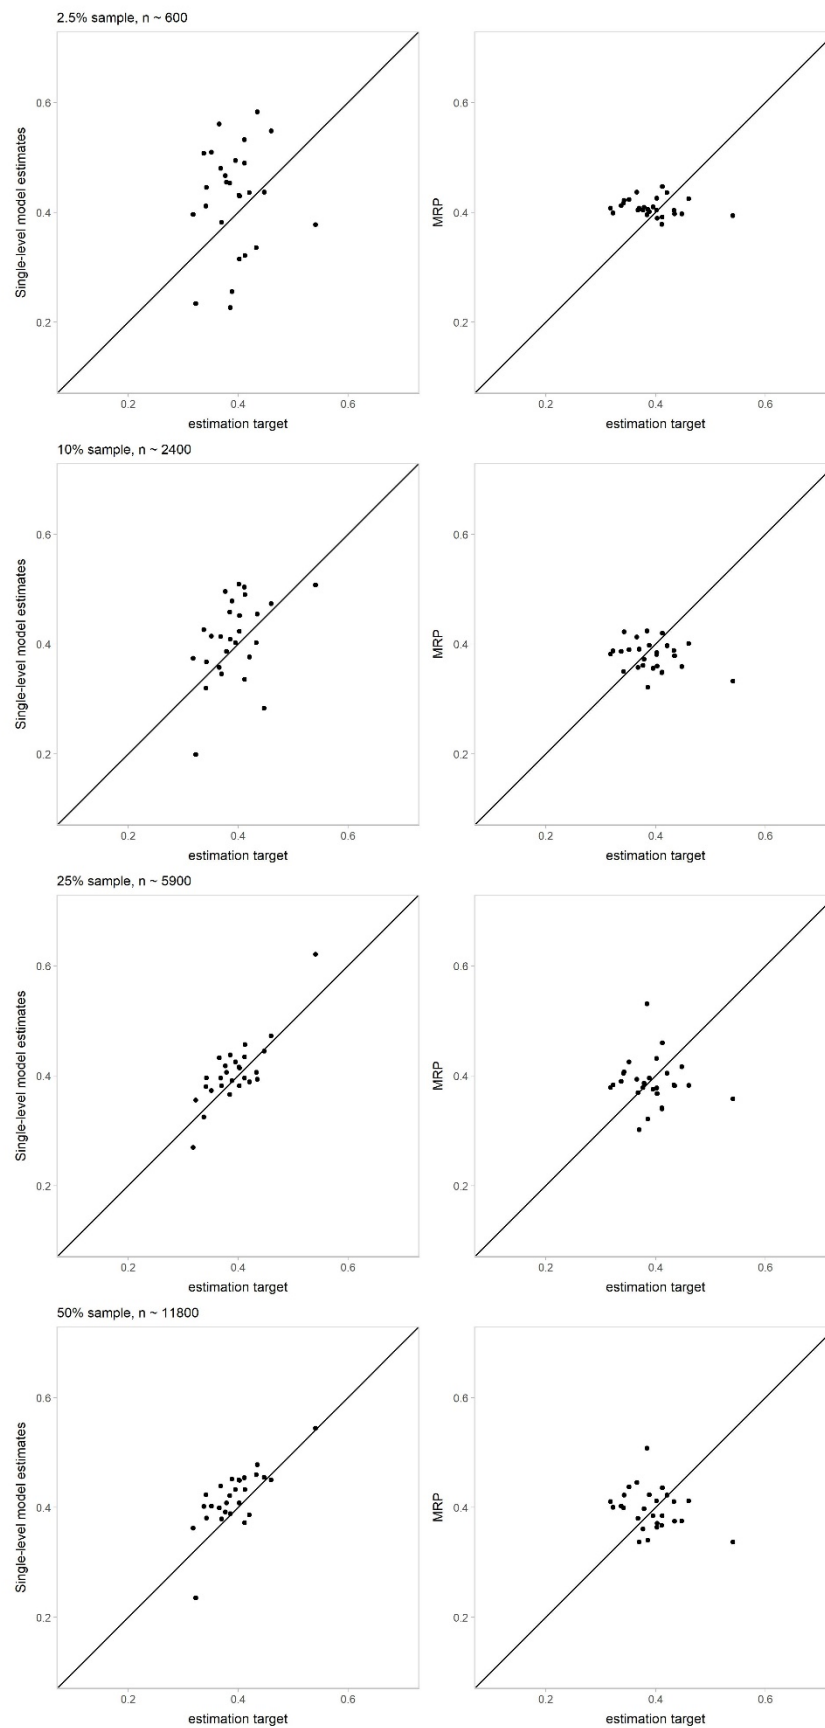 2.5% sample, n ~ 600
Single-level model estimates
0.6
0.4
0.2
0.2 0.4 0.6
estimation target
MRP
0.6
0.4
0.2
0.2 0.4 0.6
estimation target
10% sample, n ~ 2400
Single-level model estimates
0.6
0.4
0.2
0.2 0.4 0.6
estimation target
MRP
0.6
0.4
0.2
0.2 0.4 0.6
estimation target
25% sample, n ~ 5900
Single-level model estimates
0.6
0.4
0.2
0.2 0.4 0.6
estimation target
MRP
0.6
0.4
0.2
0.2 0.4 0.6
estimation target
50% sample, n ~ 11800
Single-level model estimates
0.6
0.4
0.2
0.2 0.4 0.6
estimation target
MRP
0.6
0.4
0.2
0.2 0.4 0.6
estimation target